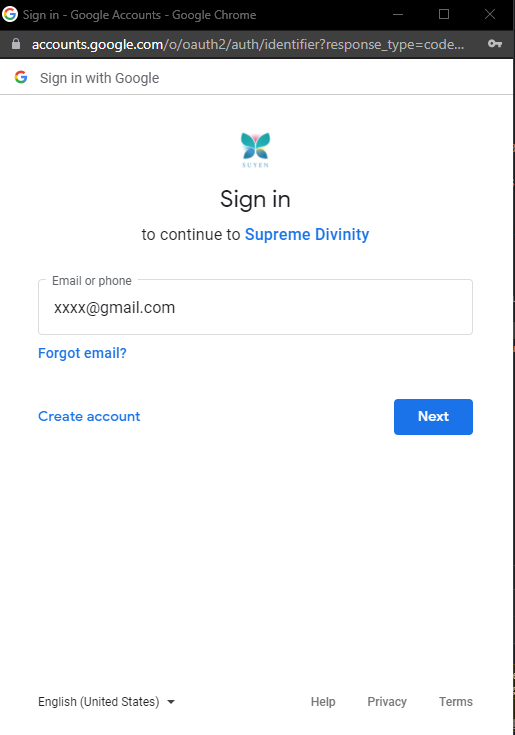 Sign in - Google Accounts - Google Chrome
accounts.google.com/o/oauth2/auth/identifier?response_type=code...
Sign in with Google
SUYEN
Sign in
to continue to Supreme Divinity
Email or phone
xxxx@gmail.com
Forgot email?
Create account
Next
English (United States)
Help Privacy Terms